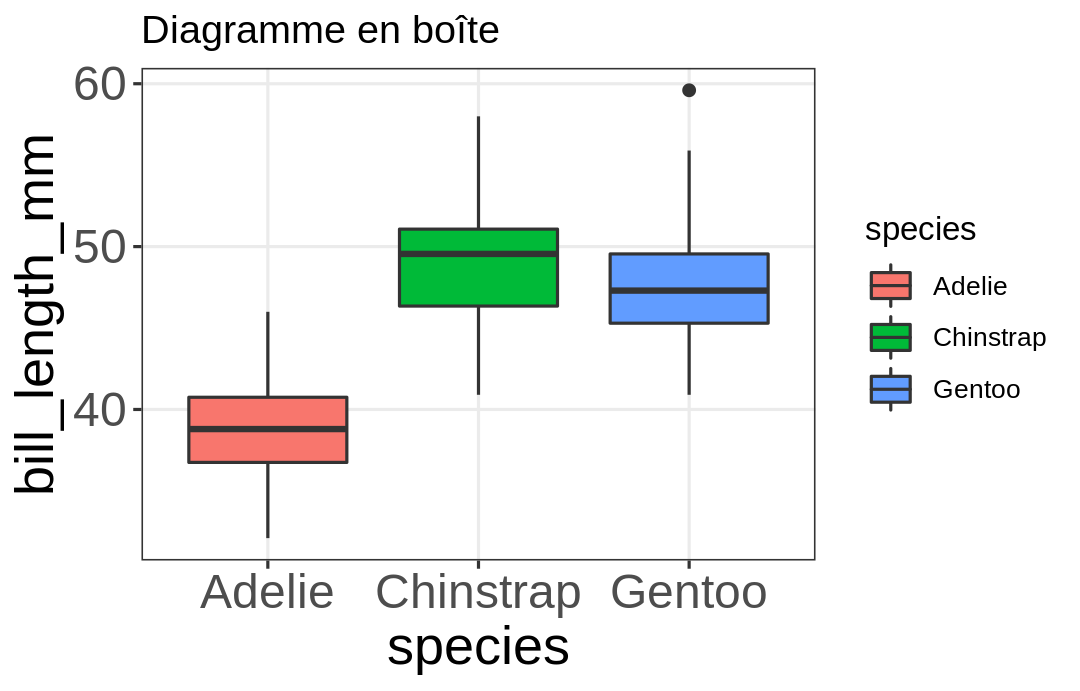 Diagramme en boîte
bill_length_mm
60
50
40
Adelie Chinstrap Gentoo
species
species
Adelie
Chinstrap
Gentoo